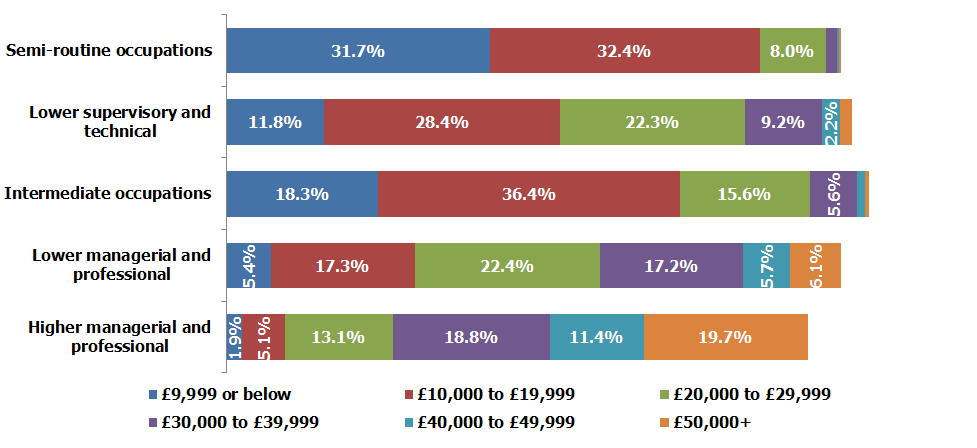 Semi-routine occupations
31.7% 32.4% 8.0%
Lower supervisory and
technical
11.8% 28.4% 22.3% 9.2% 2.2%
Intermediate occupations
18.3% 36.4% 15.6% 5.6%
Lower managerial and
professional
5.4% 17.3% 22.4% 17.2% 5.7% 6.1%
Higher managerial and
professional
1.9% 5.1% 13.1% 18.8% 11.4% 19.7%
£9,999 or below £10,000 to £19,999 £20,000 to £29,999
£30,000 to £39,999 £40,000 to £49,999 £50,000+